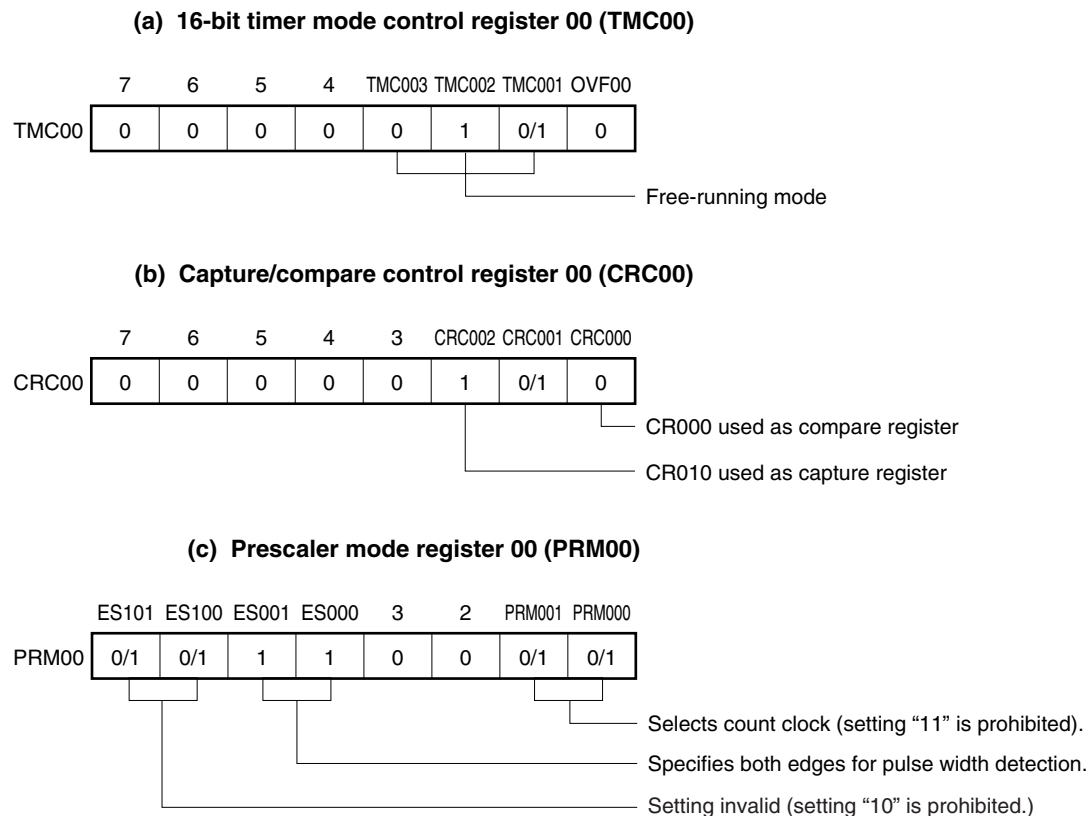 (a) 16-bit timer mode control register 00 (TMC00)
7 6 5 4 TMC003 TMC002 TMC001 OVF00
TMC00 0 0 0 0 0 1 0/1 0
Free-running mode
(b) Capture/compare control register 00 (CRC00)
7 6 5 4 3 CRC002 CRC001 CRC000
CRC00 0 0 0 0 0 1 0/1 0
CR000 used as compare register
CR010 used as capture register
(c) Prescaler mode register 00 (PRM00)
ES101 ES100 ES001 ES000 3 2 PRM001 PRM000
PRM00 0/1 0/1 1 1 0 0 0/1 0/1
Selects count clock (setting “11” is prohibited).
Specifies both edges for pulse width detection.
Setting invalid (setting “10” is prohibited.)